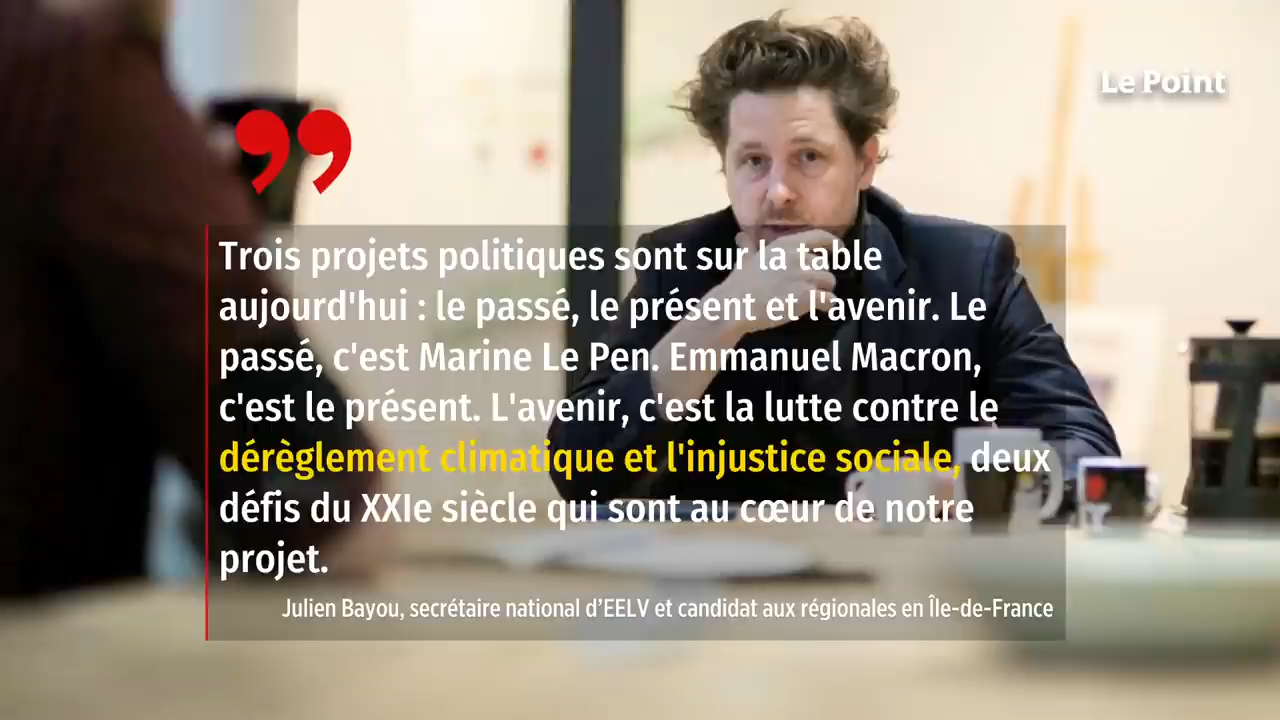 Le Point
Trois projets politiques sont sur la table
aujourd'hui : le passé, le présent et l'avenir. Le
passé, c'est Marine Le Pen. Emmanuel Macron,
c'est le présent. L'avenir, c'est la lutte contre le
dérèglement climatique et l'injustice sociale, deux
défis du XXIe siècle qui sont au cœur de notre
projet.
Julien Bayou, secrétaire national d’EELV et candidat aux régionales en Île-de-France